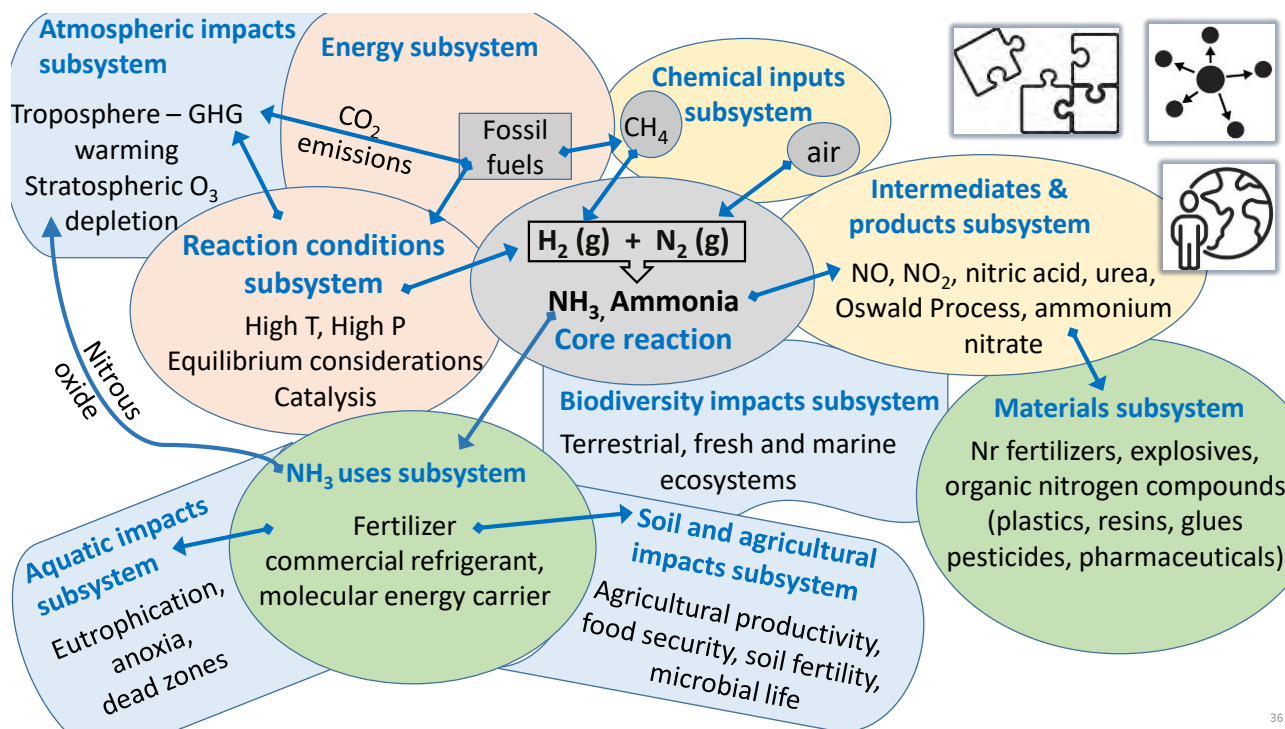 Atmospheric impacts
subsystem
Troposphere – GHG
warming
Stratospheric O₃
depletion
Energy subsystem
CO₂
emissions
Fossil
fuels
Chemical inputs
subsystem
CH₄
air
Reaction conditions
subsystem
High T, High P
Equilibrium considerations
Catalysis
H₂ (g) + N₂ (g)
NH₃, Ammonia
Core reaction
Intermediates &
products subsystem
NO, NO₂, nitric acid, urea,
Oswald Process, ammonium
nitrate
Nitrous
oxide
Biodiversity impacts subsystem
Terrestrial, fresh and marine
ecosystems
Materials subsystem
Nr fertilizers, explosives,
organic nitrogen compounds
(plastics, resins, glues
pesticides, pharmaceuticals)
NH₃ uses subsystem
Fertilizer
commercial refrigerant,
molecular energy carrier
Aquatic impacts
subsystem
Eutrophication,
anoxia,
dead zones
Soil and agricultural
impacts subsystem
Agricultural productivity,
food security, soil fertility,
microbial life
36